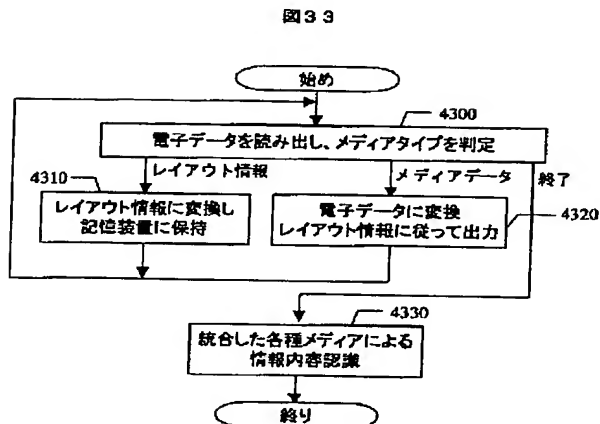 図33
始め
4300
電子データを読み出し、メディアタイプを判定
4310
レイアウト情報
メディアデータ
終了
レイアウト情報に変換し
記憶装置に保持
電子データに変換
レイアウト情報に従って出力
4320
4330
統合した各種メディアによる
情報内容認識
終り